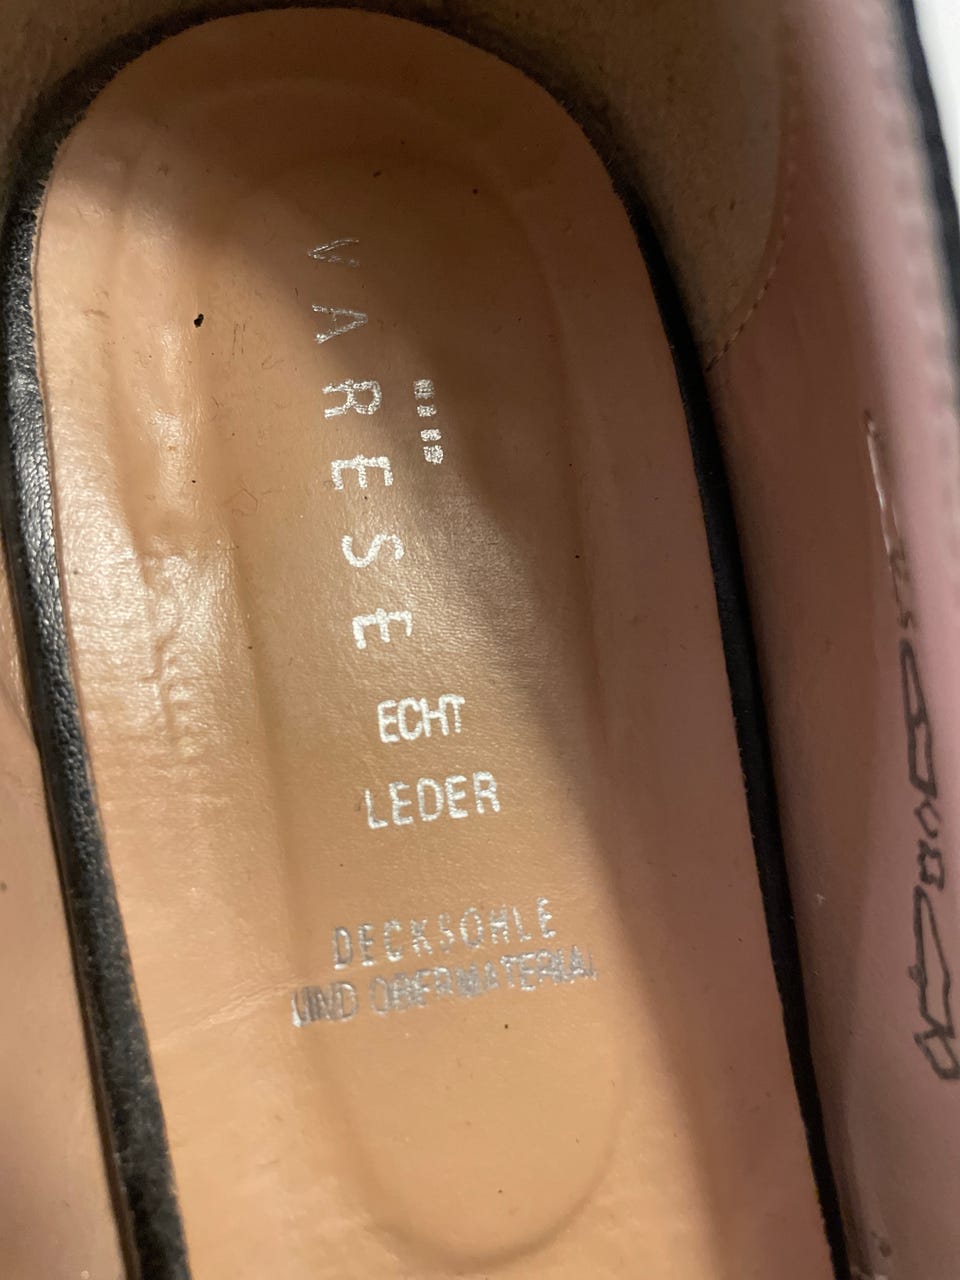 VARESE
ECHT
LEDER
DECKSOHLE
UND OBERMATERIAL